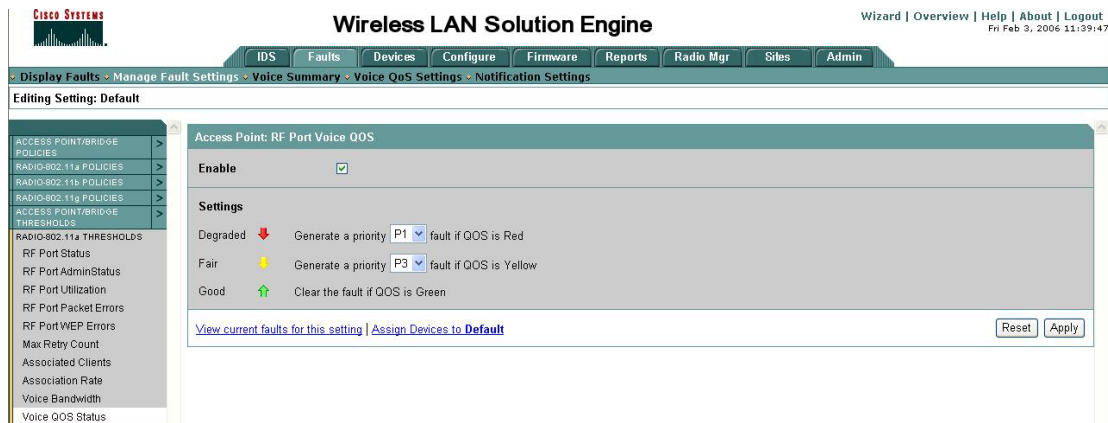 CISCO SYSTEMS
Wireless LAN Solution Engine
Wizard | Overview | Help | About | Logout
Fri Feb 3, 2006 11:39:47
IDS Faults Devices Configure Firmware Reports Radio Mgr Sites Admin
Display Faults Manage Fault Settings Voice Summary Voice QoS Settings Notification Settings
Editing Setting: Default
ACCESS POINT/BRIDGE POLICIES >
RADIO-802.11a POLICIES >
RADIO-802.11b POLICIES >
RADIO-802.11g POLICIES >
ACCESS POINT/BRIDGE THRESHOLDS >
RADIO-802.11a THRESHOLDS
RF Port Status
RF Port AdminStatus
RF Port Utilization
RF Port Packet Errors
RF Port WEP Errors
Max Retry Count
Associated Clients
Association Rate
Voice Bandwidth
Voice QOS Status
Access Point: RF Port Voice QOS
Enable
Settings
Degraded Generate a priority P1 fault if QOS is Red
Fair Generate a priority P3 fault if QOS is Yellow
Good Clear the fault if QOS is Green
View current faults for this setting | Assign Devices to Default
Reset Apply